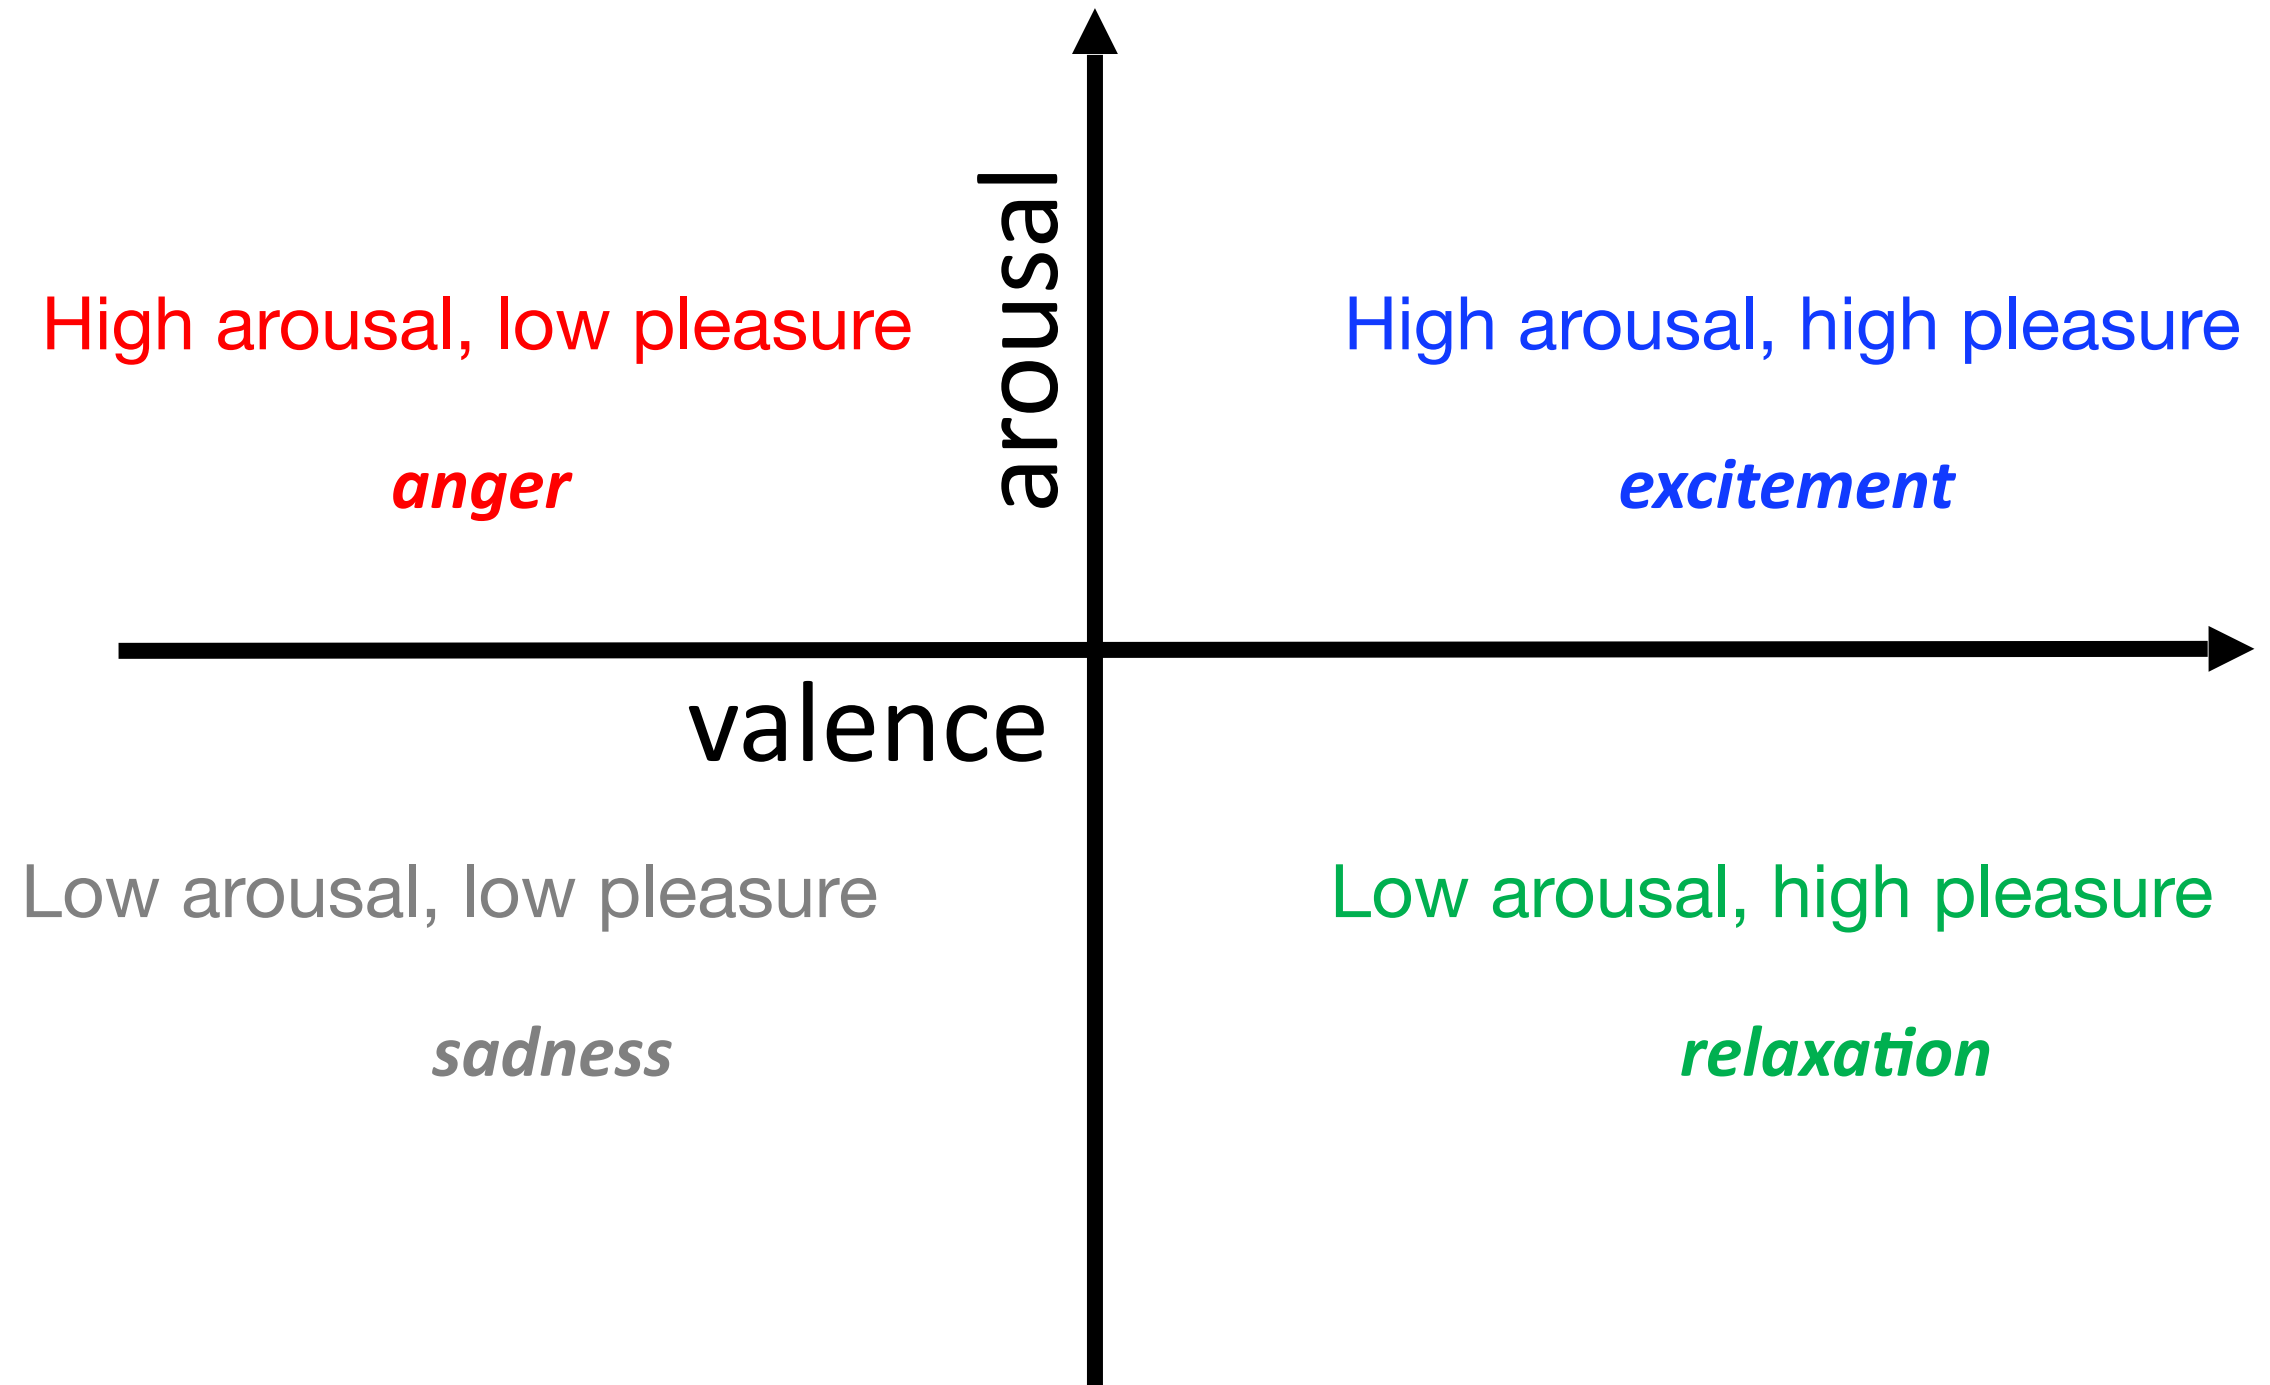 arousal
High arousal, low pleasure
High arousal, high pleasure
anger
excitement
valence
Low arousal, low pleasure
Low arousal, high pleasure
sadness
relaxation